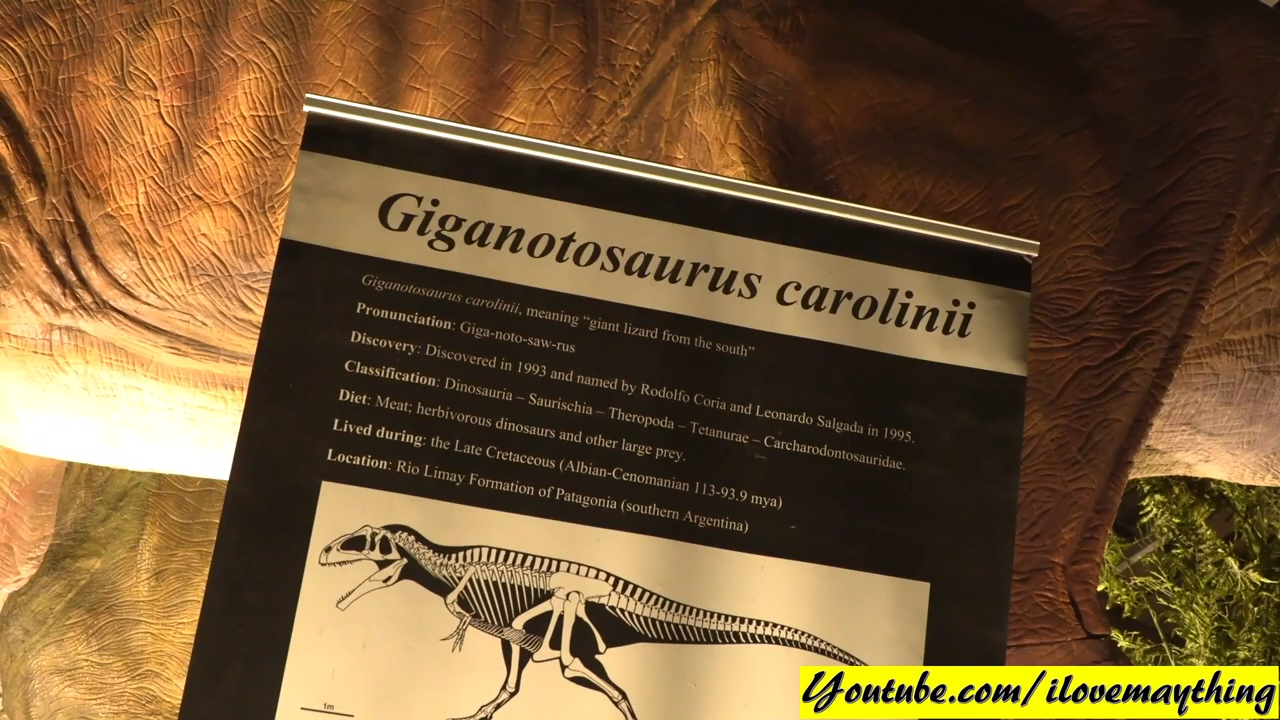 Giganotosaurus carolinii
Giganotosaurus carolinii, meaning “giant lizard from the south”
Pronunciation: Giga-noto-saw-rus
Discovery: Discovered in 1993 and named by Rodolfo Coria and Leonardo Salgada in 1995.
Classification: Dinosauria – Saurischia – Theropoda – Tetanurae – Carcharodontosauridae.
Diet: Meat; herbivorous dinosaurs and other large prey.
Lived during: the Late Cretaceous (Albian-Cenomanian 113-93.9 mya)
Location: Rio Limay Formation of Patagonia (southern Argentina)
1m
Youtube.com/ilovemaything